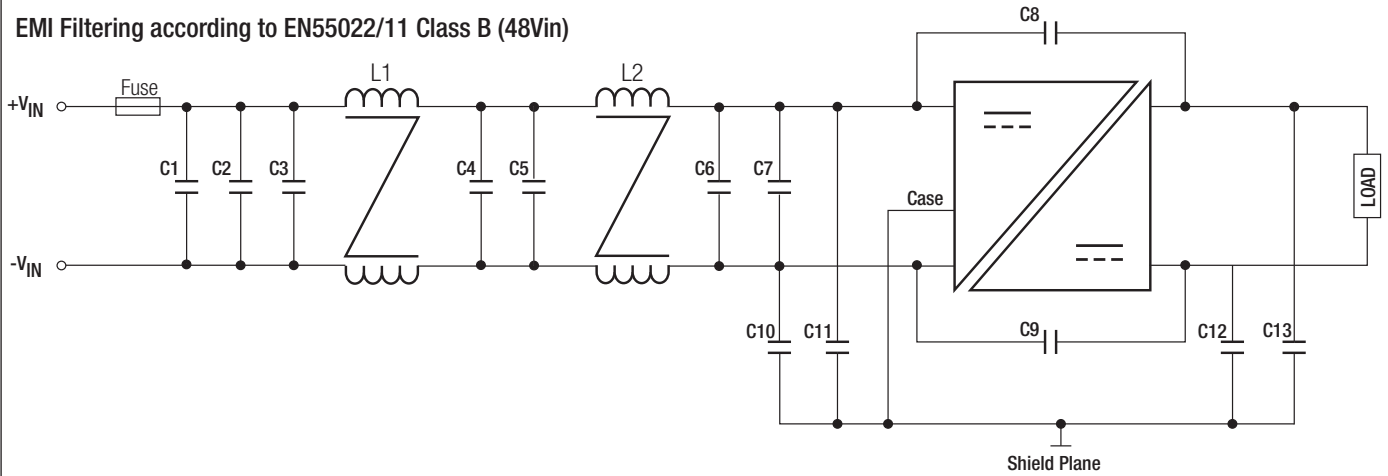 EMI Filtering according to EN55022/11 Class B (48Vin)
C8
L1
L2
Fuse
+VIN
C1
C2
C3
C4
C5
C6
C7
LOAD
Case
-VIN
C10
C11
C9
C12
C13
Shield Plane